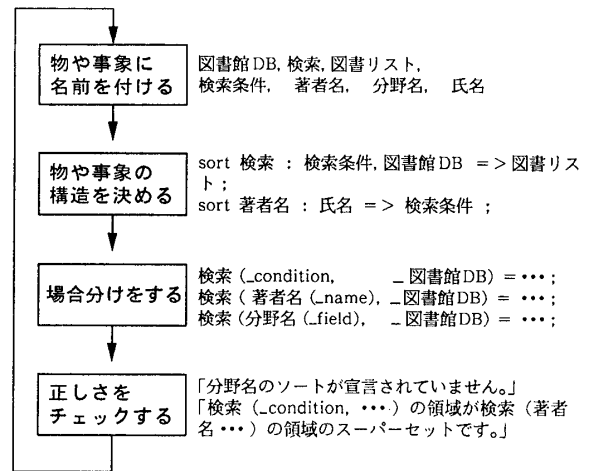 物や事象に
名前を付ける
図書館DB, 検索, 図書リスト,
検索条件, 著者名, 分野名, 氏名
物や事象の
構造を決める
sort 検索 : 検索条件, 図書館DB => 図書リス
ト ;
sort 著者名 : 氏名 => 検索条件 ;
場合分けをする
検索 (_condition, _図書館DB) = ••• ;
検索 ( 著者名 (_name), _図書館DB) = ••• ;
検索 (分野名 (_field), _図書館DB) = ••• ;
正しさを
チェックする
「分野名のソートが宣言されていません。」
「検索 (_condition, •••) の領域が検索 (著者
名 •••) の領域のスーパーセットです。」